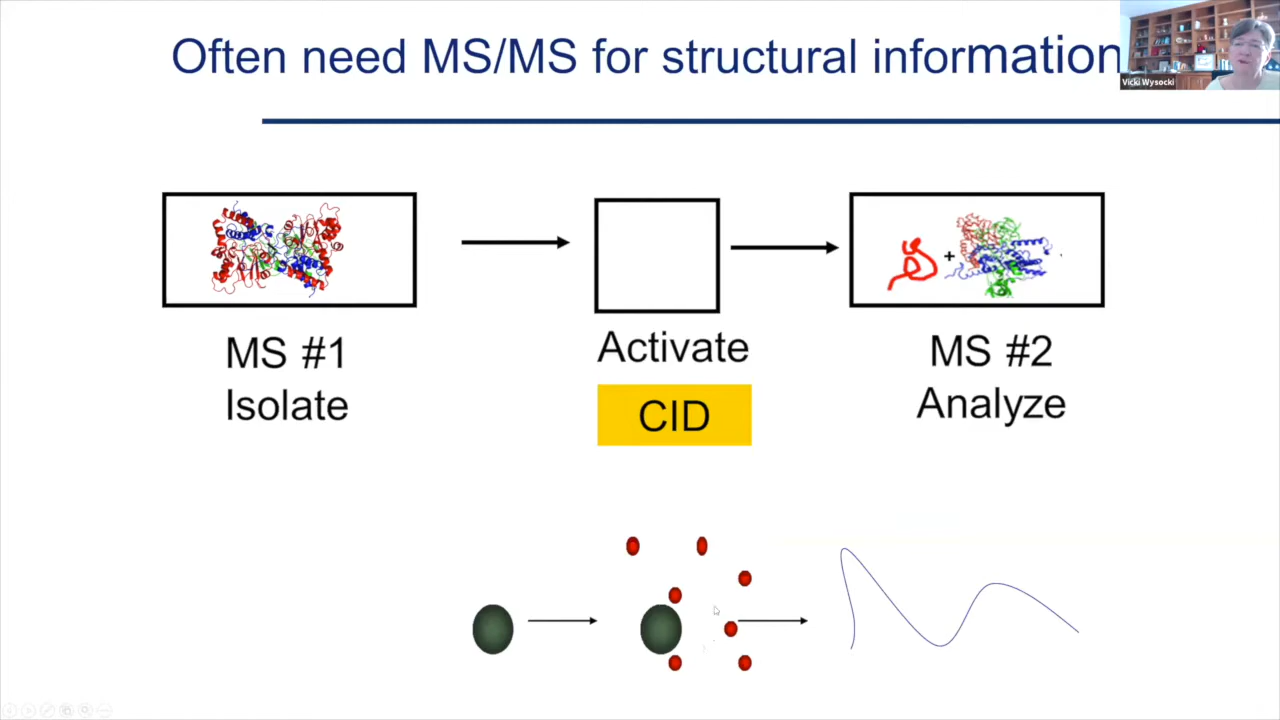 Often need MS/MS for structural information
Vicki Wysocki
+
MS #1
Isolate
Activate
CID
MS #2
Analyze